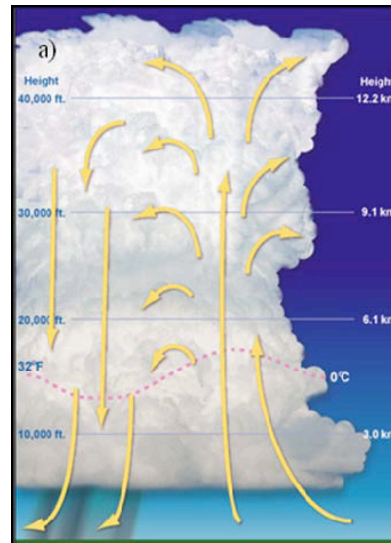 a)
Height
Height
40,000 ft.
12.2 km
30,000 ft.
9.1 km
20,000 ft.
6.1 km
32°F
0°C
10,000 ft.
3.0 km